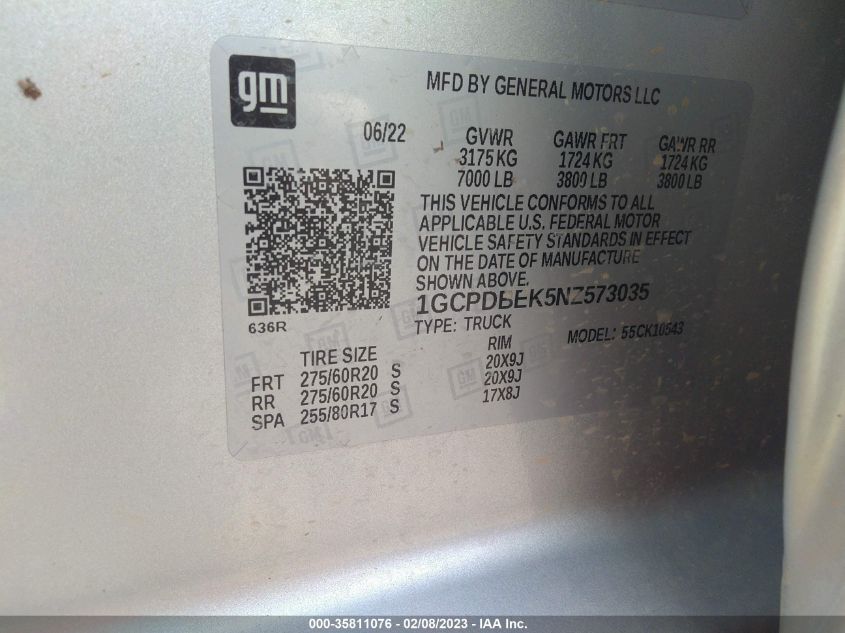 gm
MFD BY GENERAL MOTORS LLC
06/22 GVWR GAWR FRT GAWR RR
3175 KG 1724 KG 1724 KG
7000 LB 3800 LB 3800 LB
THIS VEHICLE CONFORMS TO ALL
APPLICABLE U.S. FEDERAL MOTOR
VEHICLE SAFETY STANDARDS IN EFFECT
ON THE DATE OF MANUFACTURE
SHOWN ABOVE.
636R
TYPE: TRUCK MODEL:
TIRE SIZE RIM
FRT 275/60R20 S 20X9J
RR 275/60R20 S 20X9J
SPA 255/80R17 S 17X8J
000-35811076 - 02/08/2023 - IAA Inc.